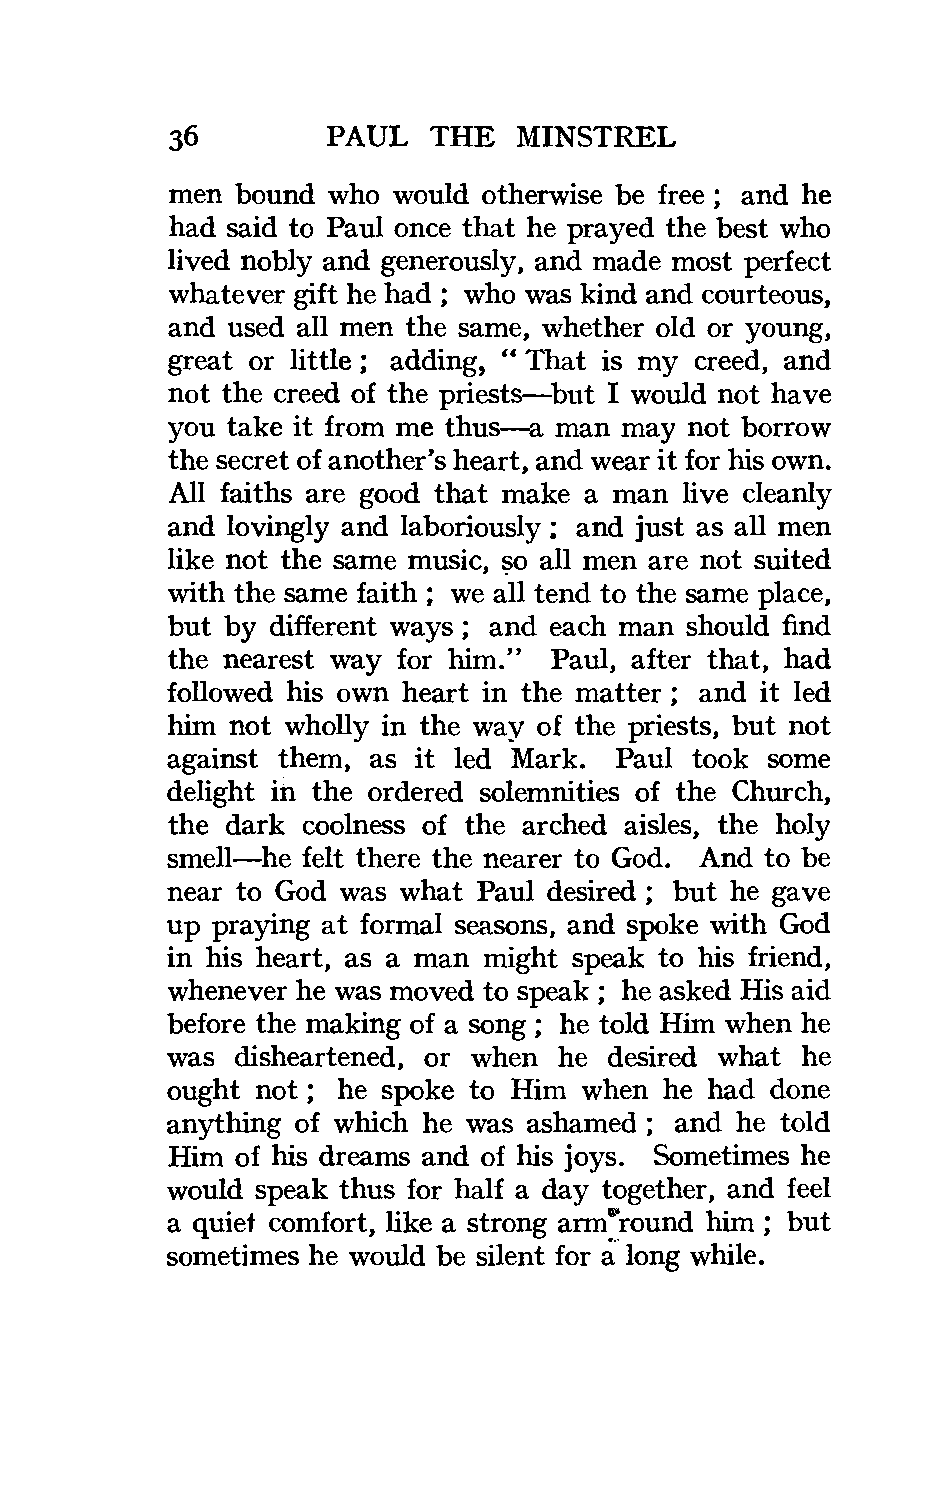 36 PAUL THE MINSTREL
men bound who would otherwise be free ; and he
had said to Paul once that he prayed the best who
lived nobly and generously, and made most perfect
whatever gift he had ; who was kind and courteous,
and used all men the same, whether old or young,
great or little ; adding, “ That is my creed, and
not the creed of the priests—but I would not have
you take it from me thus—a man may not borrow
the secret of another’s heart, and wear it for his own.
All faiths are good that make a man live cleanly
and lovingly and laboriously ; and just as all men
like not the same music, so all men are not suited
with the same faith ; we all tend to the same place,
but by different ways ; and each man should find
the nearest way for him.” Paul, after that, had
followed his own heart in the matter ; and it led
him not wholly in the way of the priests, but not
against them, as it led Mark. Paul took some
delight in the ordered solemnities of the Church,
the dark coolness of the arched aisles, the holy
smell—he felt there the nearer to God. And to be
near to God was what Paul desired ; but he gave
up praying at formal seasons, and spoke with God
in his heart, as a man might speak to his friend,
whenever he was moved to speak ; he asked His aid
before the making of a song ; he told Him when he
was disheartened, or when he desired what he
ought not ; he spoke to Him when he had done
anything of which he was ashamed ; and he told
Him of his dreams and of his joys. Sometimes he
would speak thus for half a day together, and feel
a quiet comfort, like a strong arm round him ; but
sometimes he would be silent for a long while.